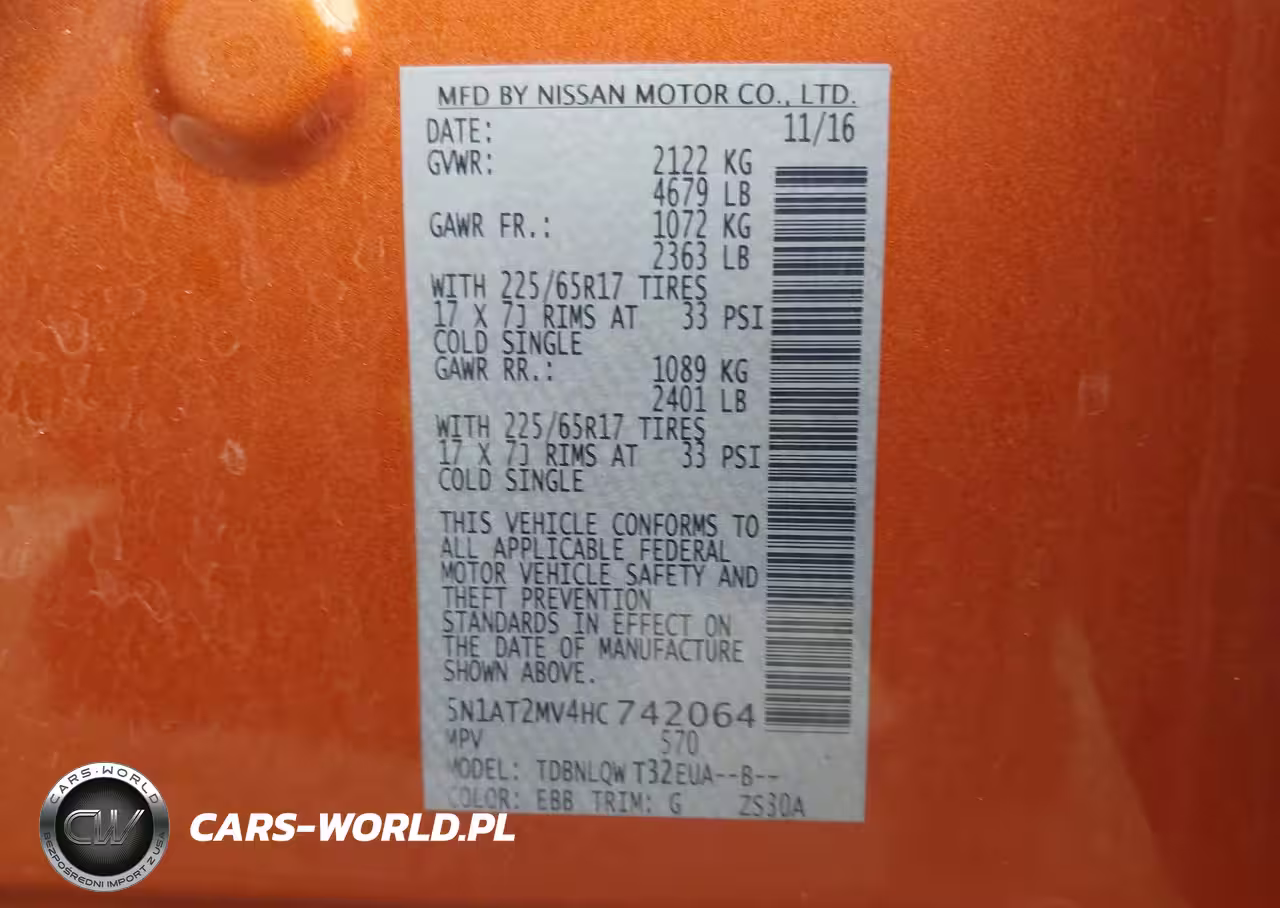 MFD BY NISSAN MOTOR CO., LTD.
DATE: 11/16
GVWR: 2122 KG
4679 LB
GAWR FR.: 1072 KG
2363 LB
WITH 225/65R17 TIRES
17 X 7J RIMS AT 33 PSI
COLD SINGLE
GAWR RR.: 1089 KG
2401 LB
WITH 225/65R17 TIRES
17 X 7J RIMS AT 33 PSI
COLD SINGLE
THIS VEHICLE CONFORMS TO
ALL APPLICABLE FEDERAL
MOTOR VEHICLE SAFETY AND
THEFT PREVENTION
STANDARDS IN EFFECT ON
THE DATE OF MANUFACTURE
SHOWN ABOVE.
5N1AT2MV4HC742064
MPV 570
MODEL: TDBNLQW T32EUA--B--
COLOR: EBB TRIM: G ZS30A
CARS-WORLD
CW
BEZPOŚREDNI IMPORT Z USA
CARS-WORLD.PL